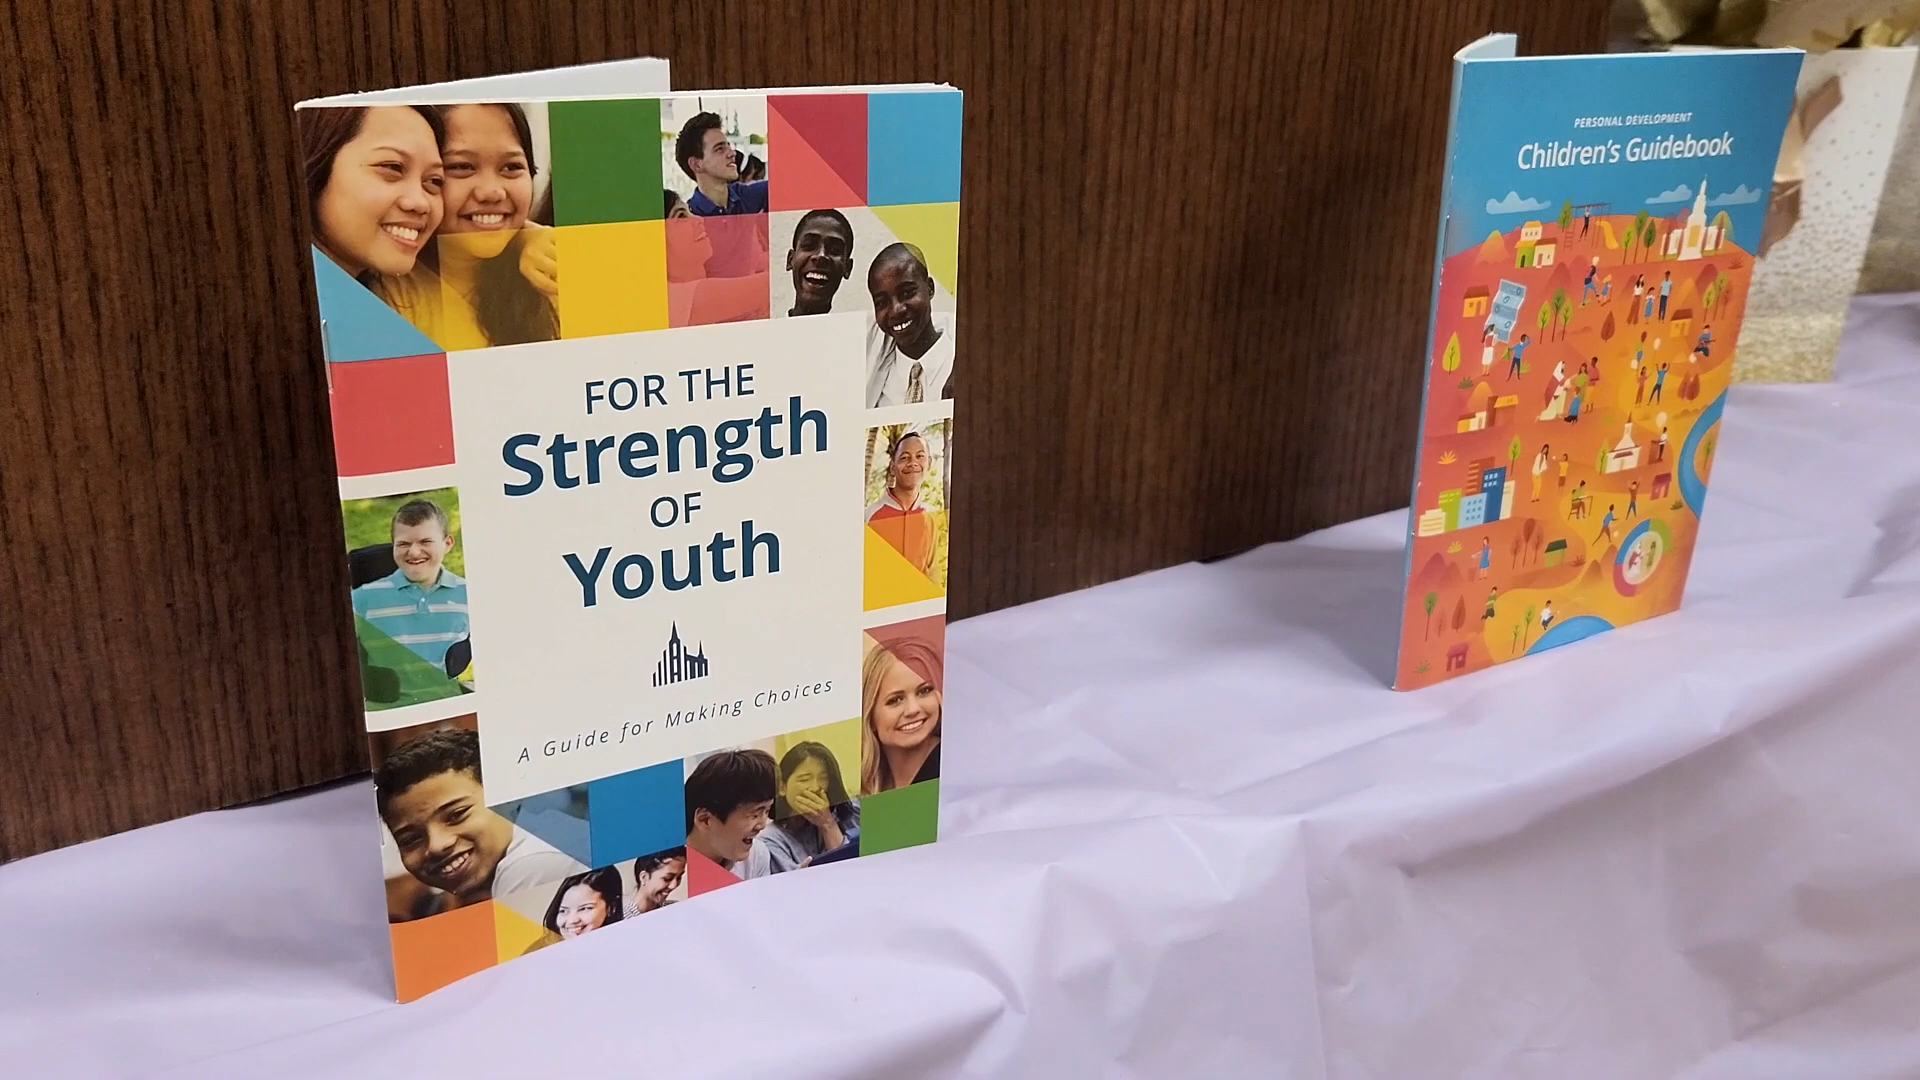 FOR THE
Strength
OF
Youth
A Guide for Making Choices
PERSONAL DEVELOPMENT
Children's Guidebook